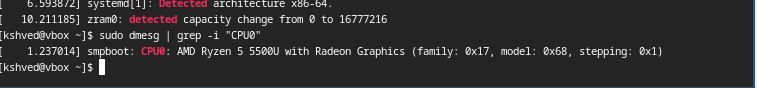 [    6.593872] systemd[1]: Detected architecture x86-64.
[   10.211185] zram0: detected capacity change from 0 to 16777216
[kshved@vbox ~]$ sudo dmesg | grep -i "CPU0"
[    1.237014] smpboot: CPU0: AMD Ryzen 5 5500U with Radeon Graphics (family: 0x17, model: 0x68, stepping: 0x1)
[kshved@vbox ~]$